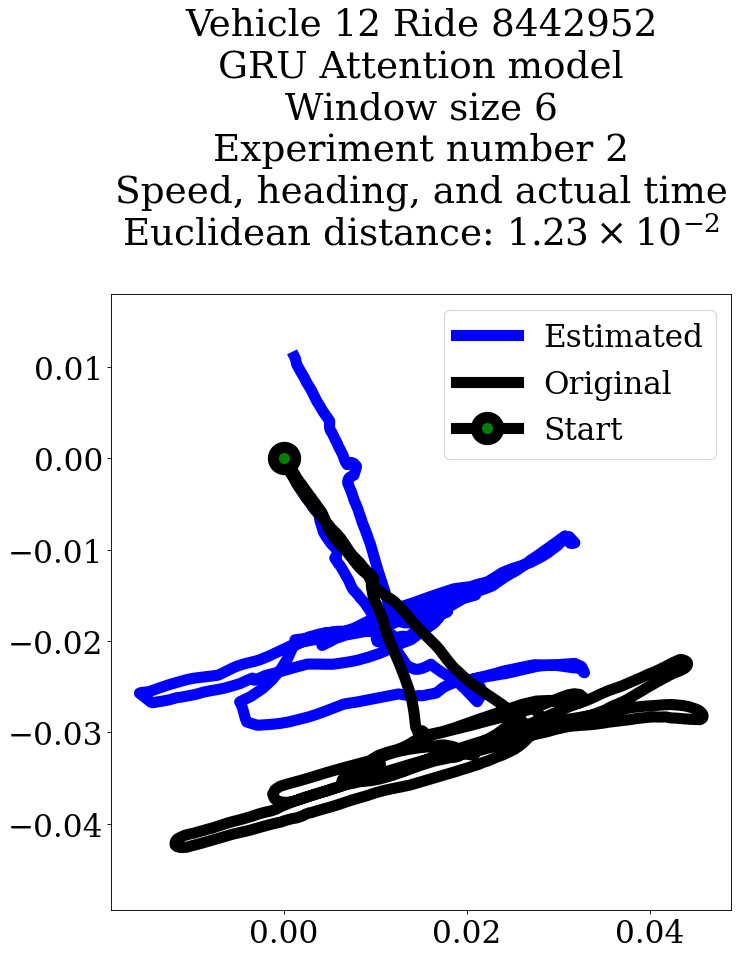 Vehicle 12 Ride 8442952
GRU Attention model
Window size 6
Experiment number 2
Speed, heading, and actual time
Euclidean distance: 1.23 × 10⁻²
Estimated
Original
Start
0.01
0.00
−0.01
−0.02
−0.03
−0.04
0.00 0.02 0.04